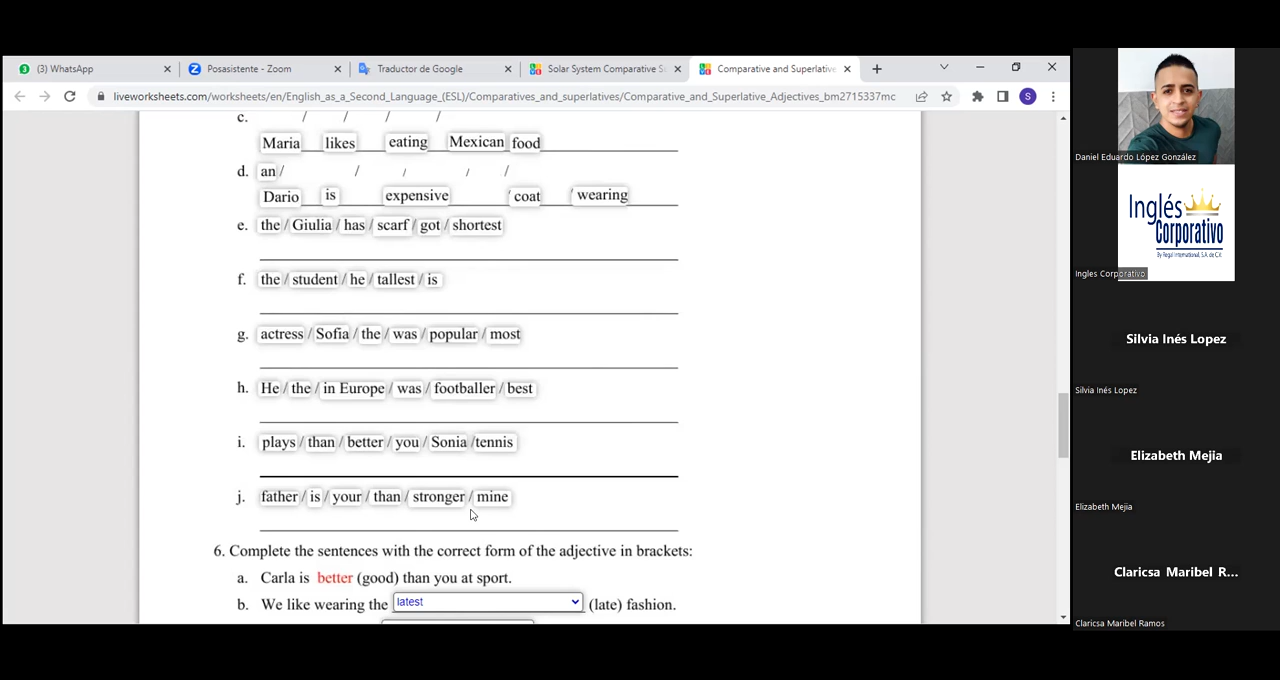 (3) WhatsApp
Posasistente - Zoom
Traductor de Google
Solar System Comparative S
Comparative and Superlative
liveworksheets.com/worksheets/en/English_as_a_Second_Language_(ESL)/Comparatives_and_superlatives/Comparative_and_Superlative_Adjectives_bm2715337mc
S
c. / / / /
Maria likes eating Mexican food
d. an / / / / /
Dario is expensive / coat / wearing
e. the / Giulia / has / scarf / got / shortest
f. the / student / he / tallest / is
g. actress / Sofia / the / was / popular / most
h. He / the / in Europe / was / footballer / best
i. plays / than / better / you / Sonia /tennis
j. father / is / your / than / stronger / mine
6. Complete the sentences with the correct form of the adjective in brackets:
a. Carla is better (good) than you at sport.
b. We like wearing the latest (late) fashion.
Daniel Eduardo López González
Inglés
Corporativo
By Regal International, S.A. de C.V.
Ingles Corporativo
Silvia Inés Lopez
Silvia Inés Lopez
Elizabeth Mejia
Elizabeth Mejia
Claricsa Maribel R...
Claricsa Maribel Ramos